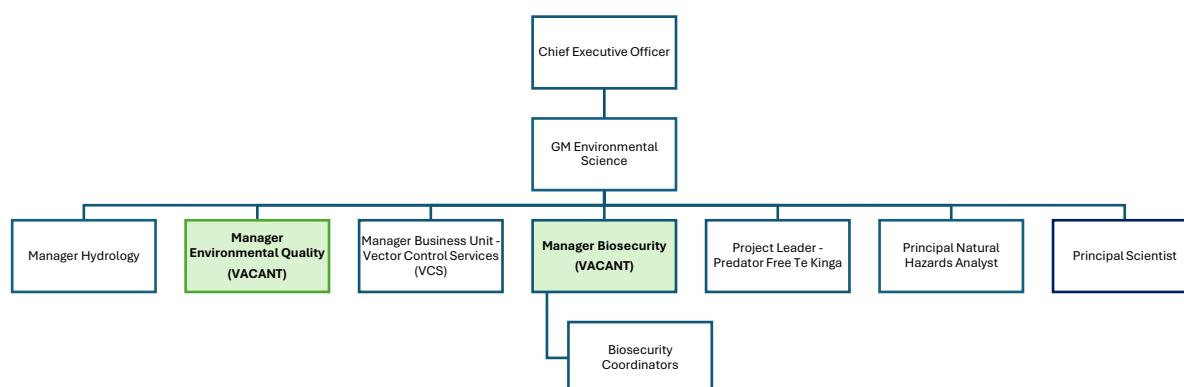 Chief Executive Officer
GM Environmental
Science
Manager Hydrology
Manager
Environmental Quality
(VACANT)
Manager Business Unit -
Vector Control Services
(VCS)
Manager Biosecurity
(VACANT)
Project Leader -
Predator Free Te Kinga
Principal Natural
Hazards Analyst
Principal Scientist
Biosecurity
Coordinators